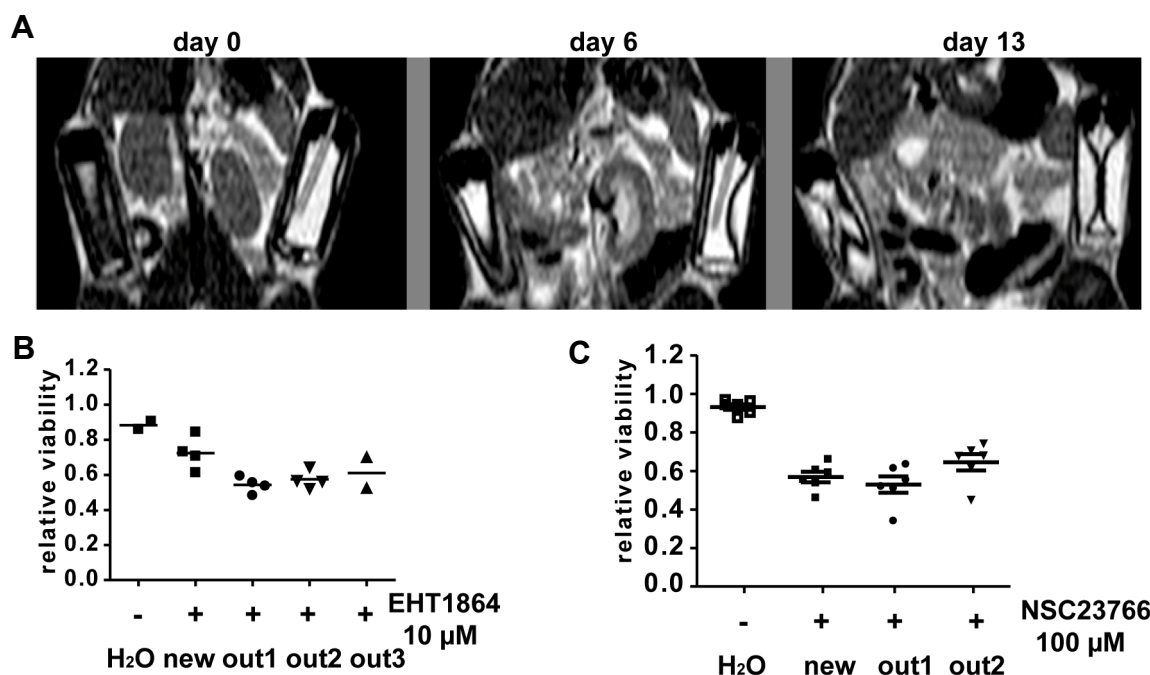 A
day 0 day 6 day 13
B
relative viability
1.2
1.0
0.8
0.6
0.4
0.2
0.0
- + + + + EHT1864
10 µM
H₂O new out1 out2 out3
C
relative viability
1.2
1.0
0.8
0.6
0.4
0.2
0.0
- + + + NSC23766
100 µM
H₂O new out1 out2